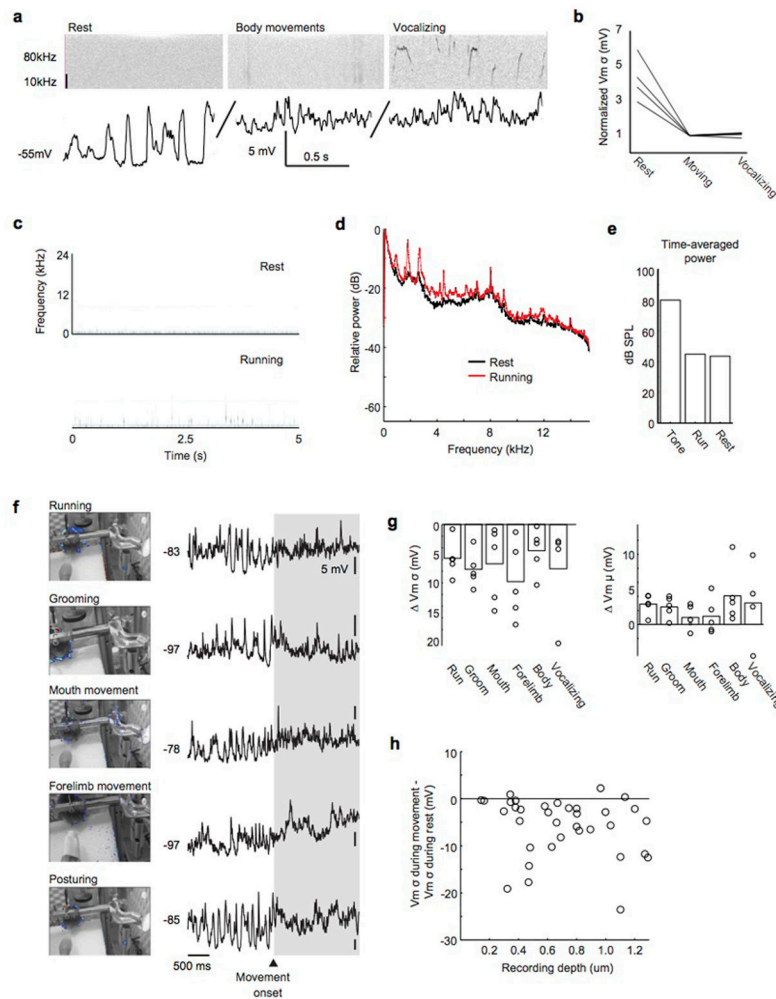 a
Rest
Body movements
Vocalizing
80kHz
10kHz
-55mV
5 mV
0.5 s
b
Normalized Vm σ (mV)
7
5
3
1
Rest
Moving
Vocalizing
c
Frequency (kHz)
24
12
0
Rest
Running
0
2.5
5
Time (s)
d
Relative power (dB)
0
-20
-40
-60
Rest
Running
0
4
8
12
Frequency (kHz)
e
Time-averaged
power
dB SPL
100
80
60
40
20
0
Tone
Run
Rest
f
Running
-83
5 mV
Grooming
-97
Mouth movement
-78
Forelimb movement
-97
Posturing
-85
500 ms
Movement
onset
g
Δ Vm σ
0
5
10
15
20
Run
Groom
Mouth
Forelimb
Body
Vocalizing
Δ Vm μ
10
5
0
Run
Groom
Mouth
Forelimb
Body
Vocalizing
h
Vm σ during movement -
Vm σ during rest (mV)
10
0
-10
-20
-30
0.2
0.4
0.6
0.8
1.0
1.2
Recording depth (um)